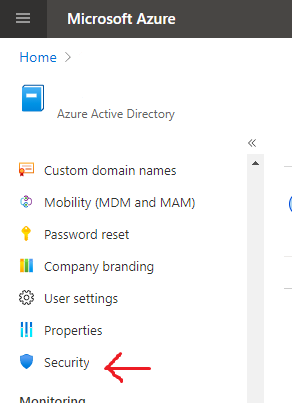 Microsoft Azure
Home
Azure Active Directory
Custom domain names
Mobility (MDM and MAM)
Password reset
Company branding
User settings
Properties
Security
Monitoring